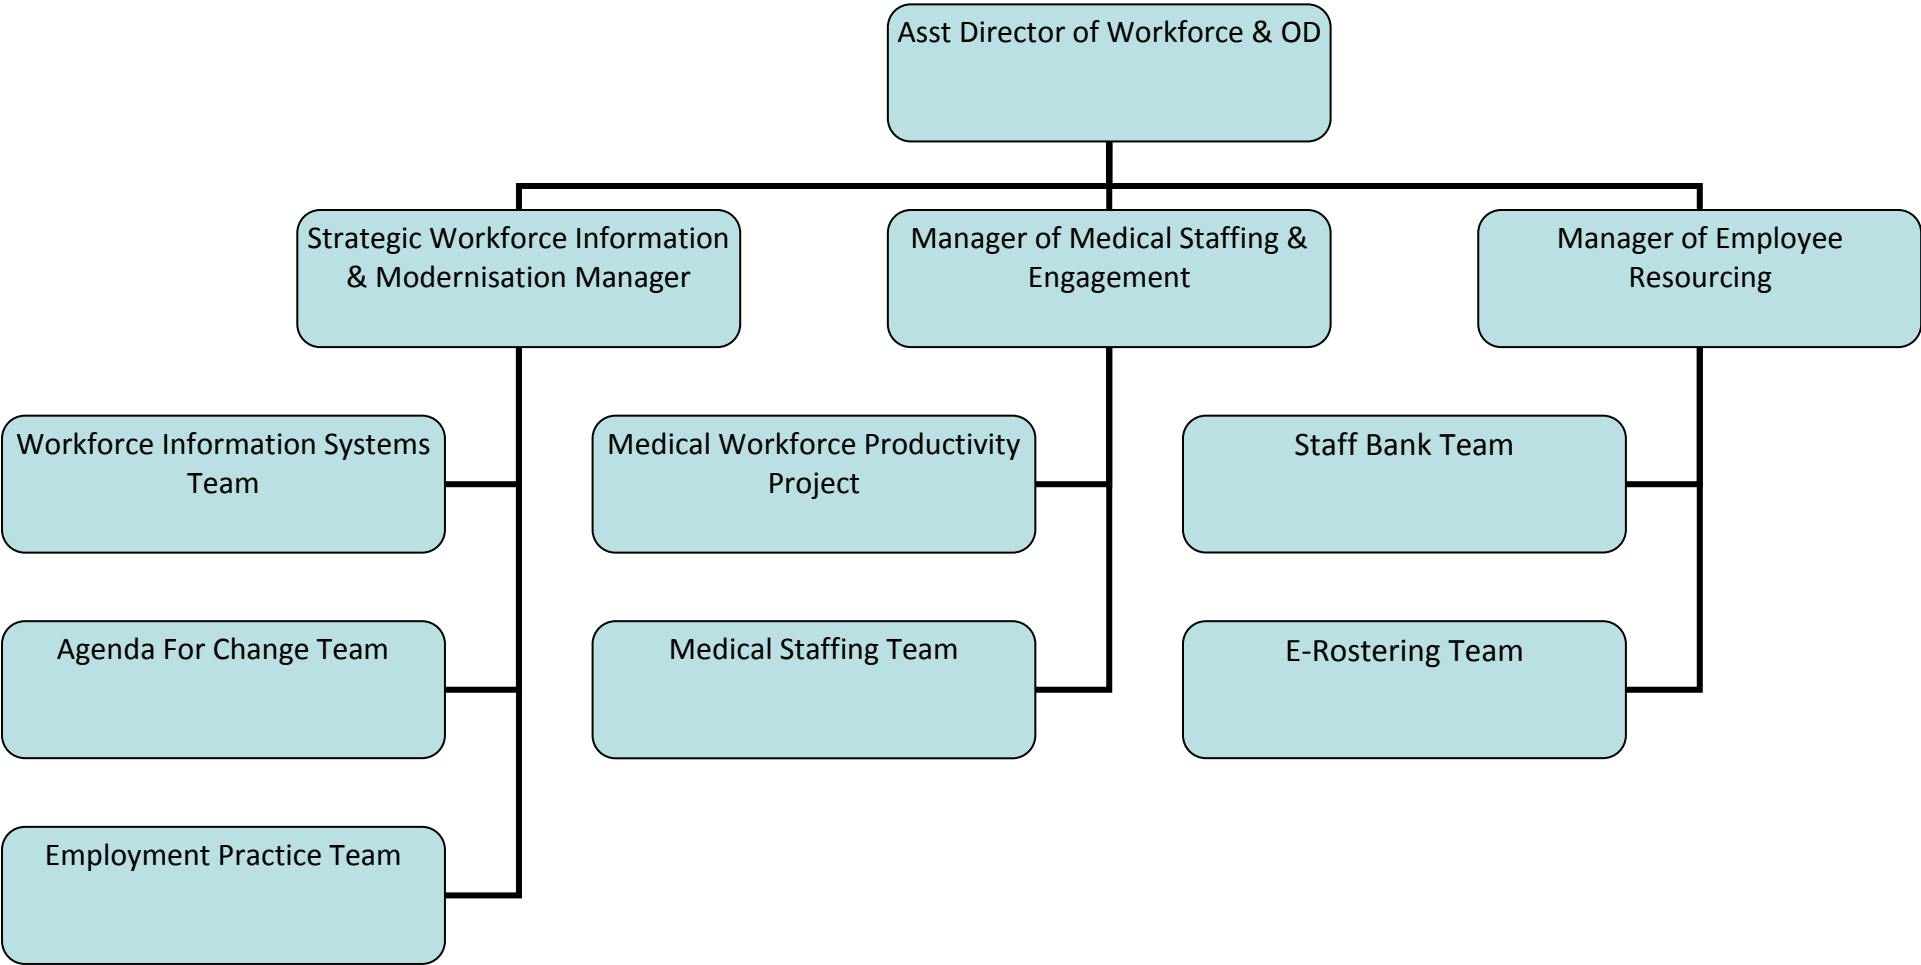 Asst Director of Workforce & OD
Strategic Workforce Information
& Modernisation Manager
Manager of Medical Staffing &
Engagement
Manager of Employee
Resourcing
Workforce Information Systems
Team
Medical Workforce Productivity
Project
Staff Bank Team
Agenda For Change Team
Medical Staffing Team
E-Rostering Team
Employment Practice Team